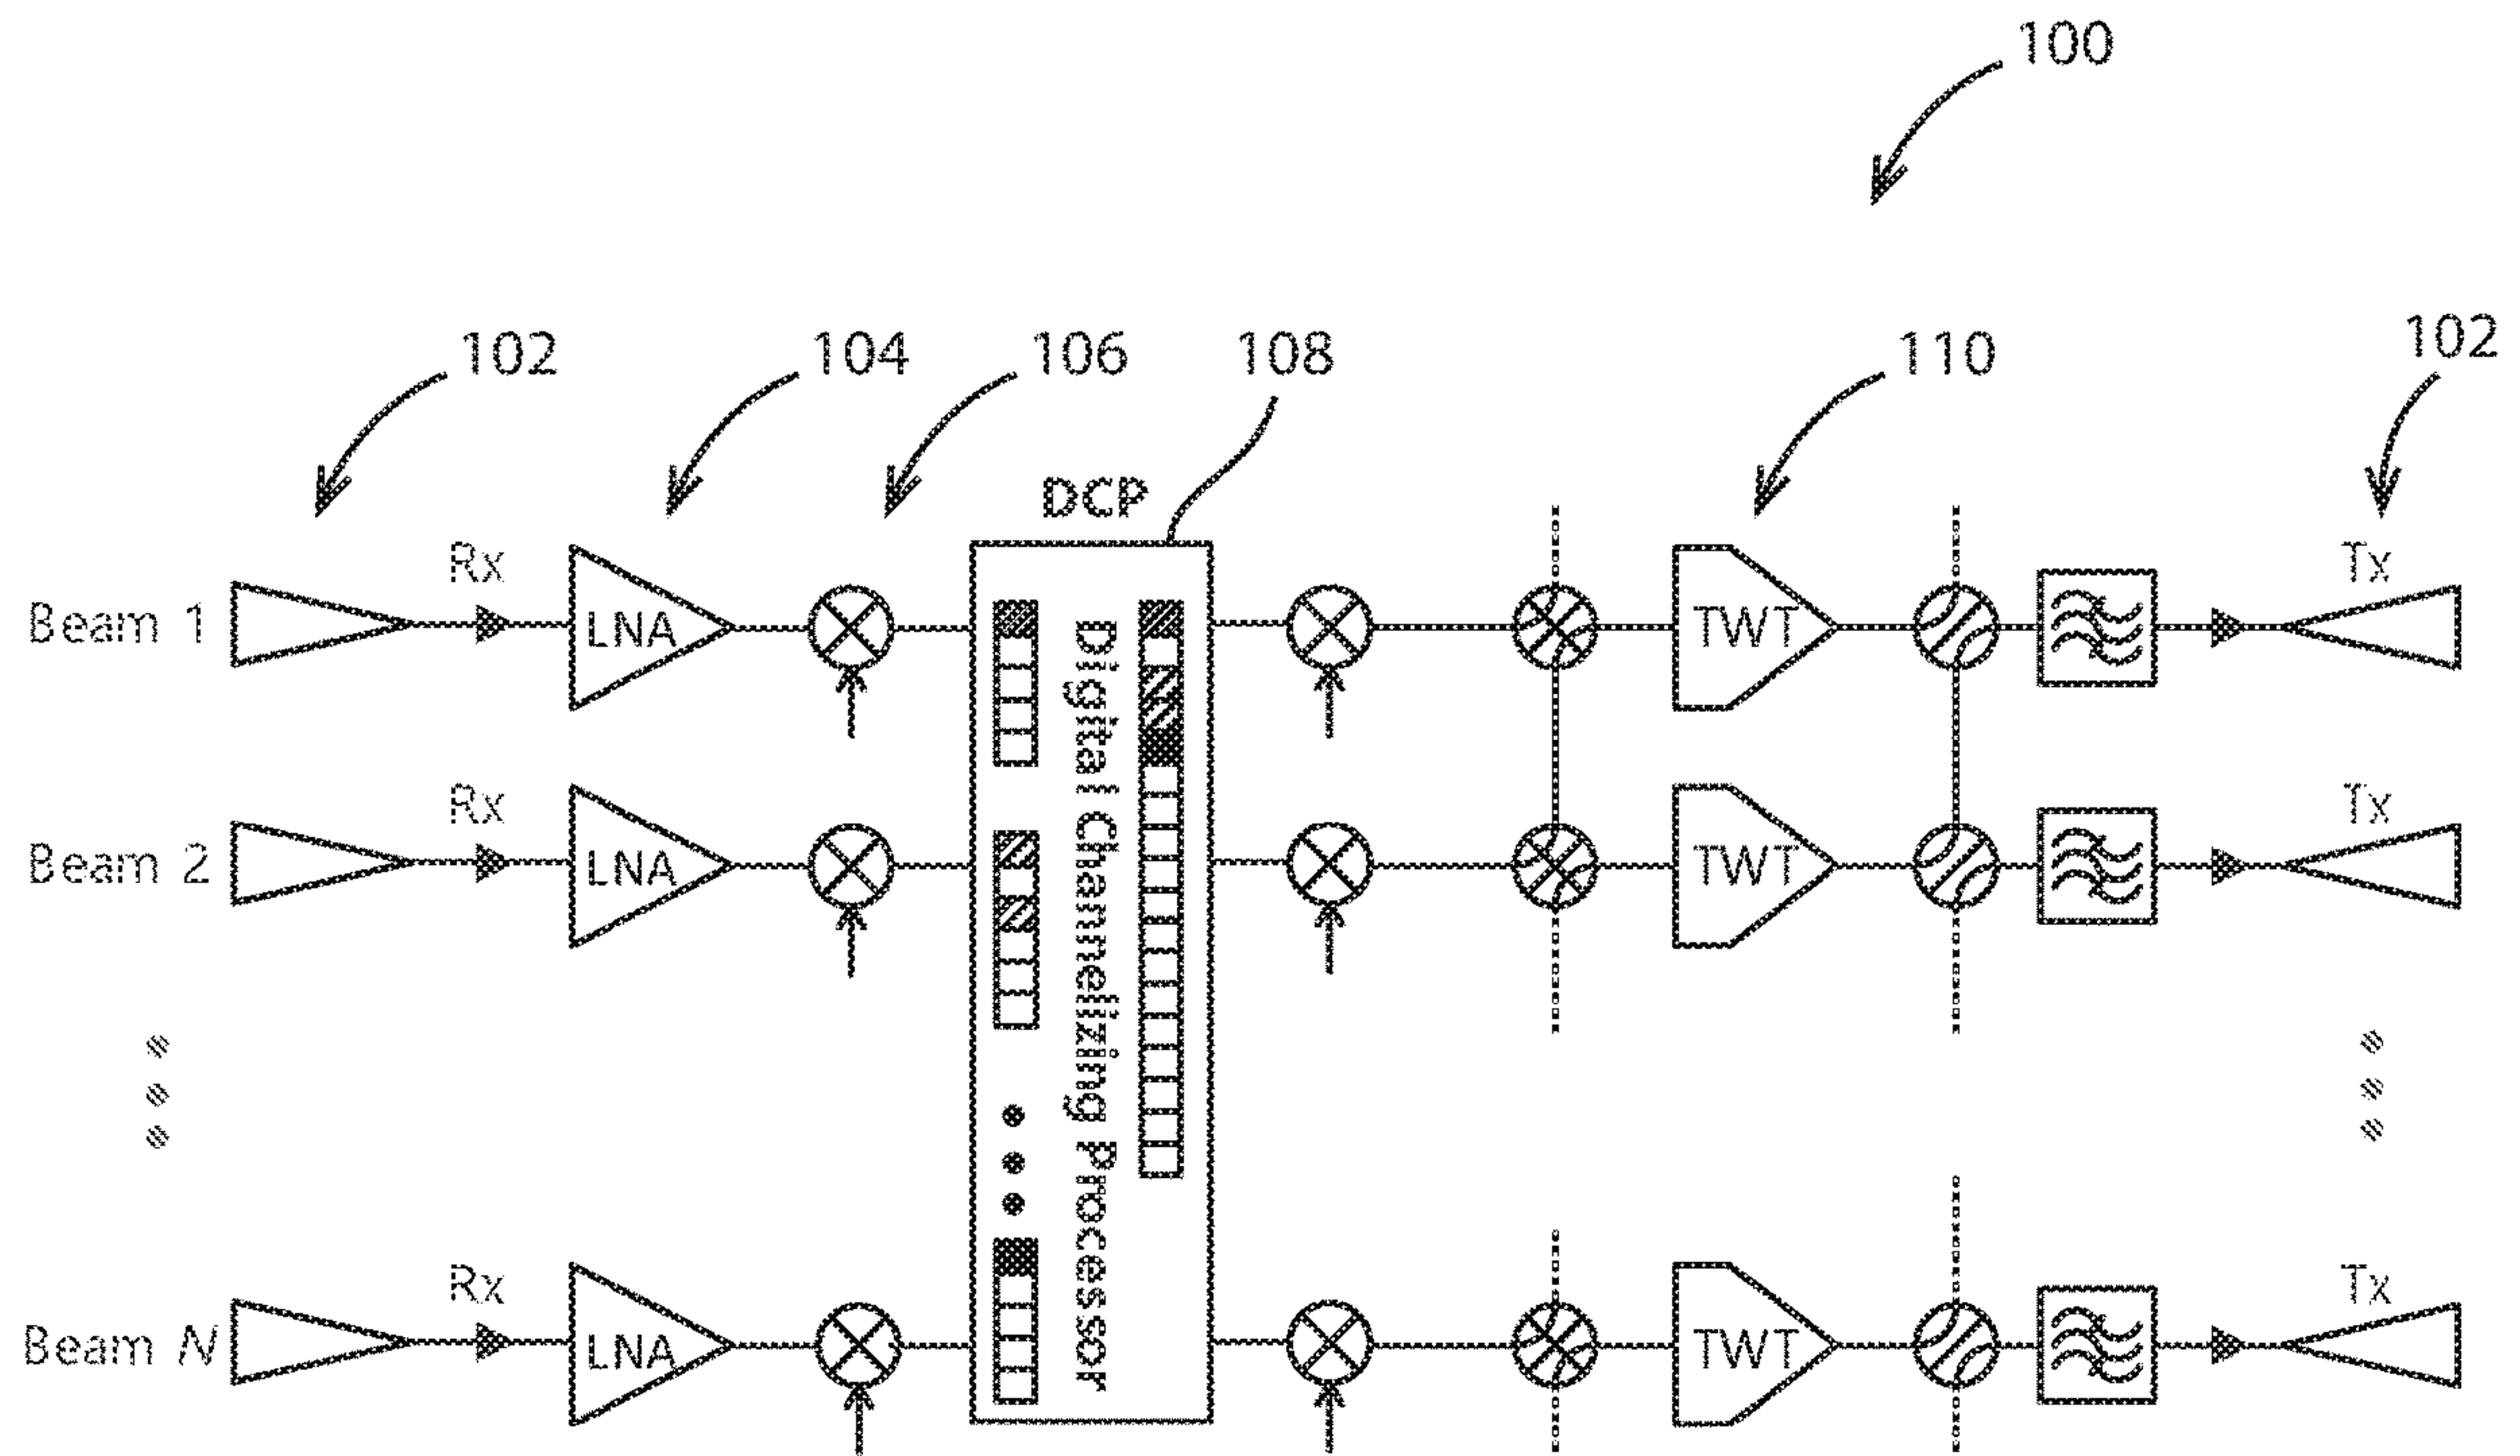 100
102
104
106
108
110
102
DCP
Beam 1
Rx
LNA
TWT
Tx
Beam 2
Rx
LNA
TWT
Tx
Digital Channelizing Processor
Beam N
Rx
LNA
TWT
Tx